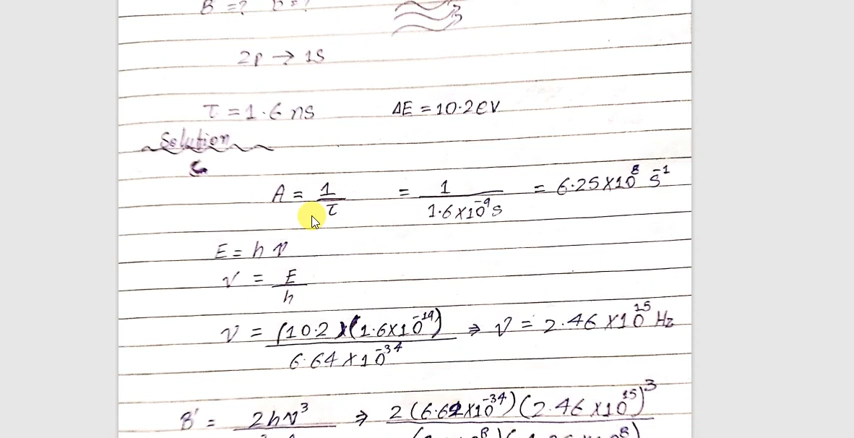 B = ?
2p → 1s
τ = 1.6 ns ΔE = 10.2 eV
Solution
A = 1/τ = 1/(1.6×10⁻⁹s) = 6.25×10⁸ s⁻¹
E = hν
ν = E/h
ν = (10.2)(1.6×10⁻¹⁹)/(6.64×10⁻³⁴) ⇒ ν = 2.46×10¹⁵ Hz
B' = 2hν³ ⇒ 2(6.62×10⁻³⁴)(2.46×10¹⁵)³